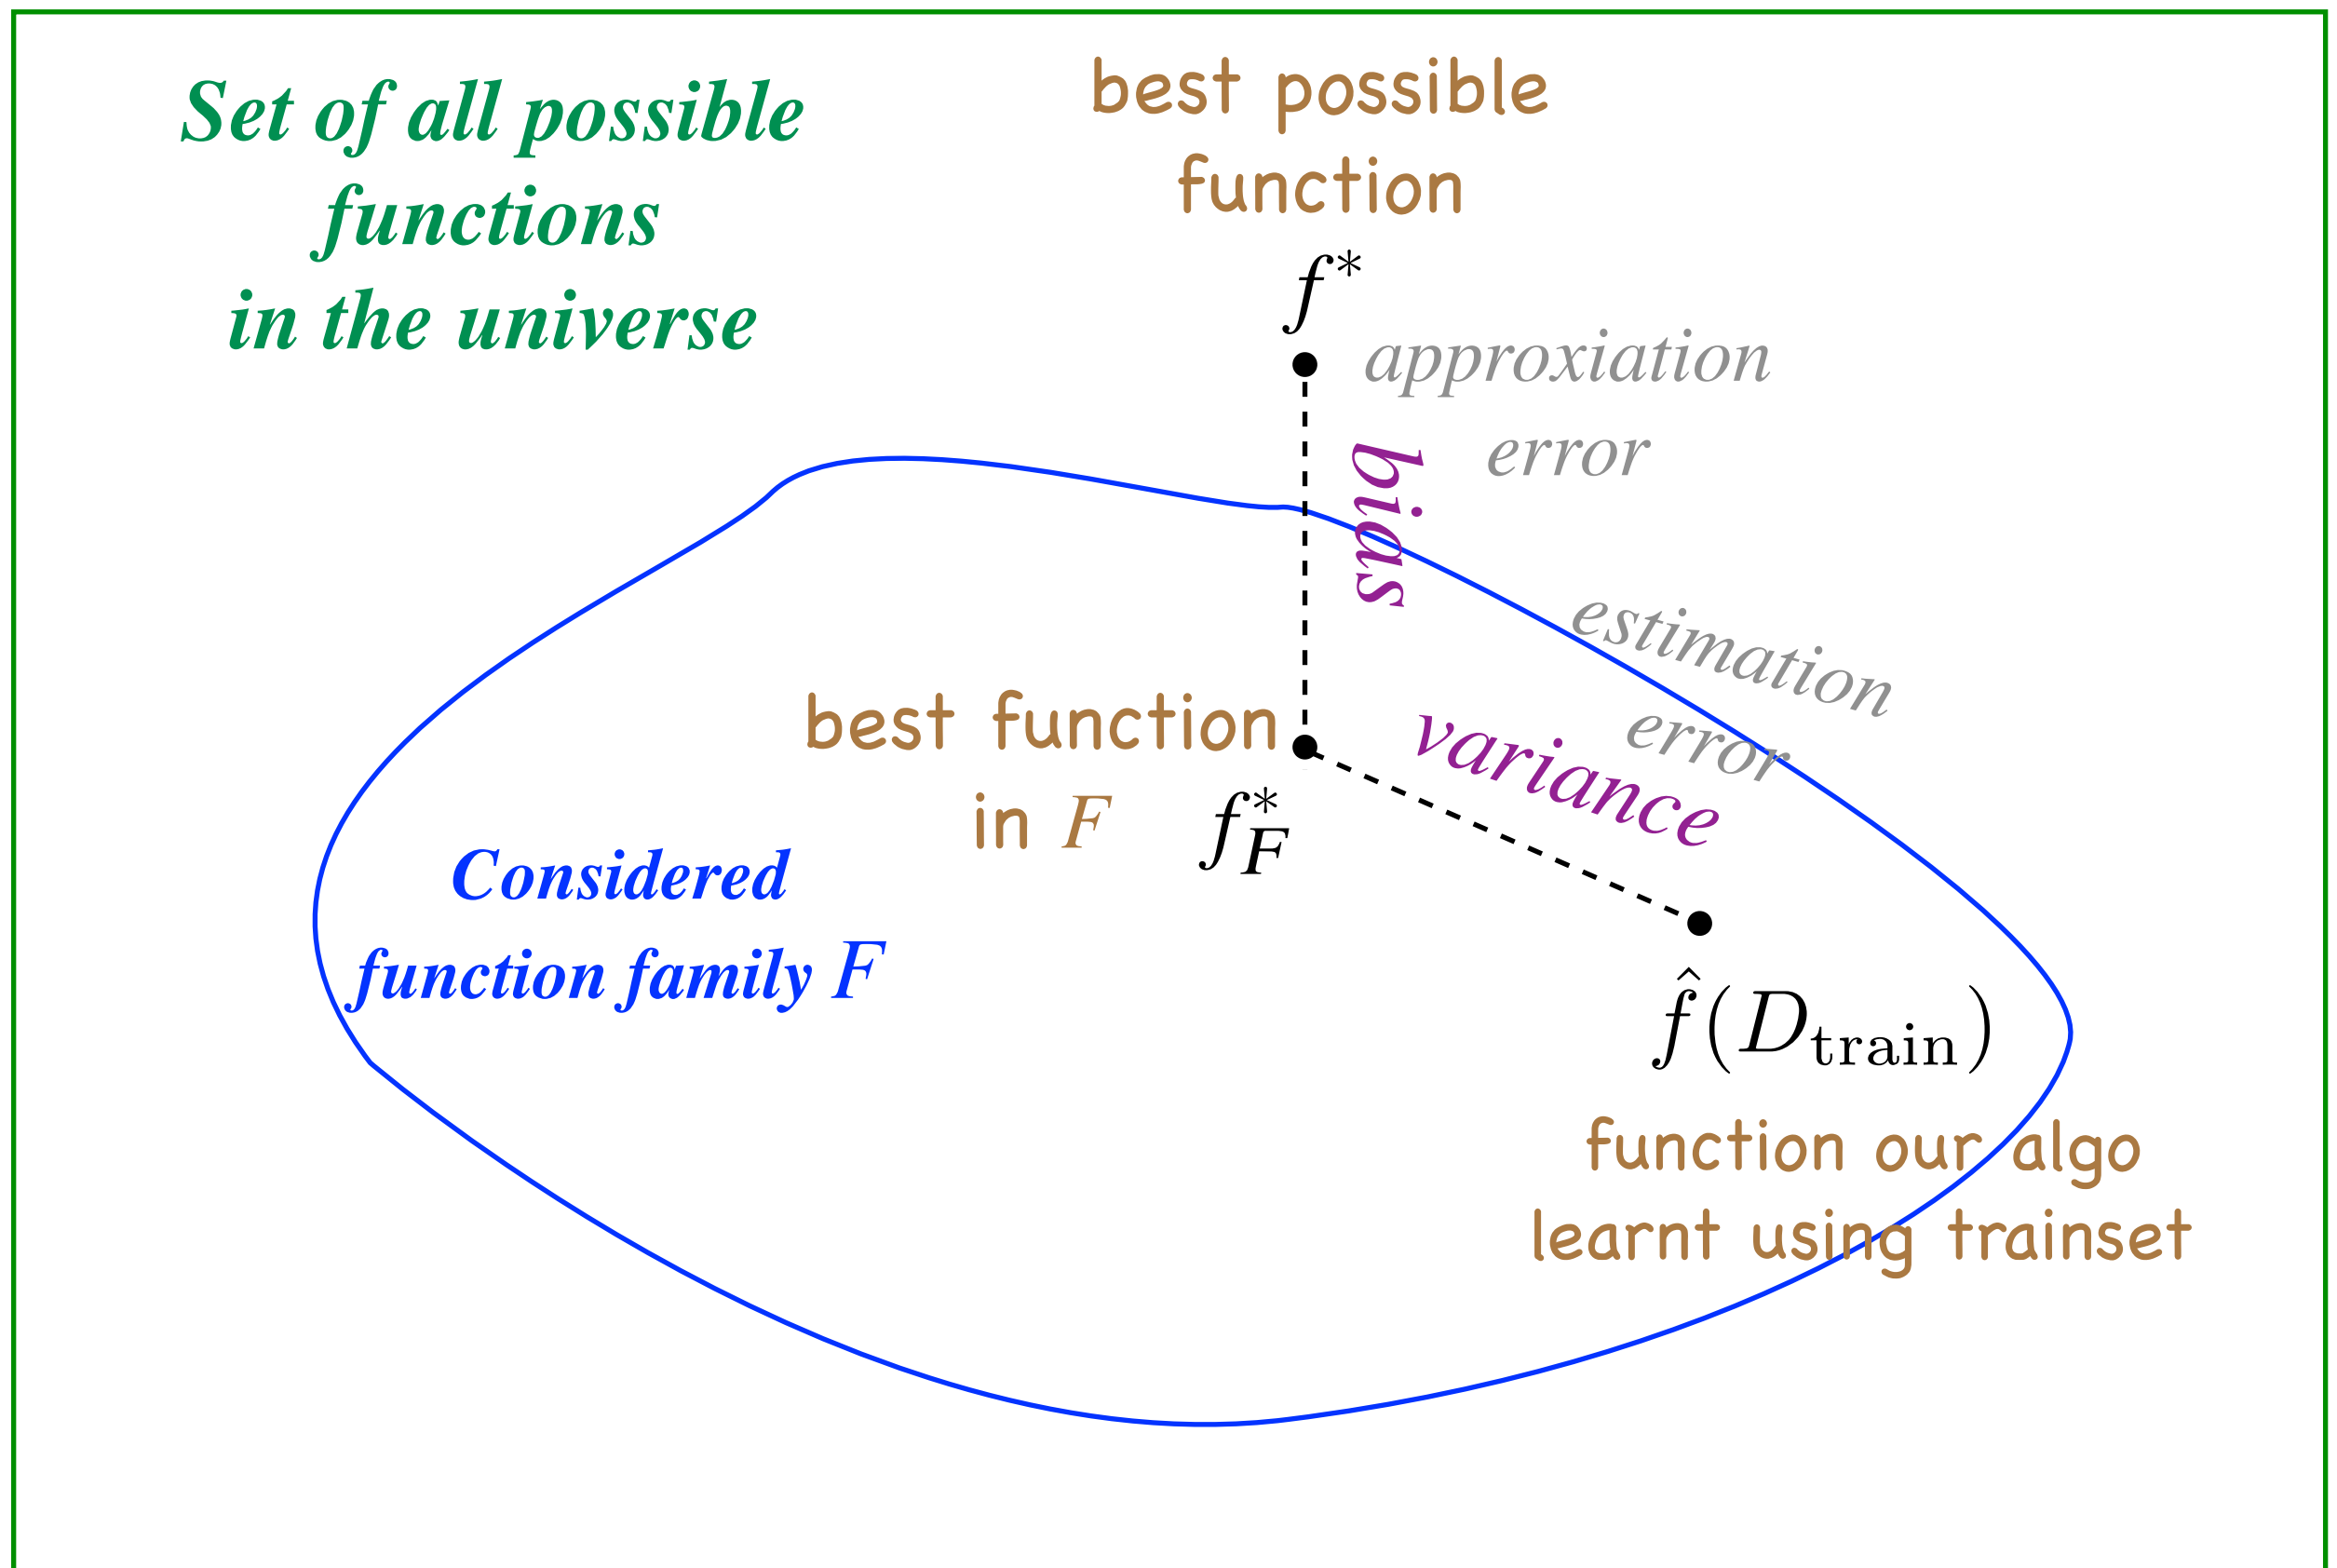 Set of all possible
functions
in the universe
best possible
function
f*
approxiation
error
bias
estimation
error
variance
best function
in F
f*_F
Considered
function family F
f̂(D_train)
function our algo
learnt using trainset